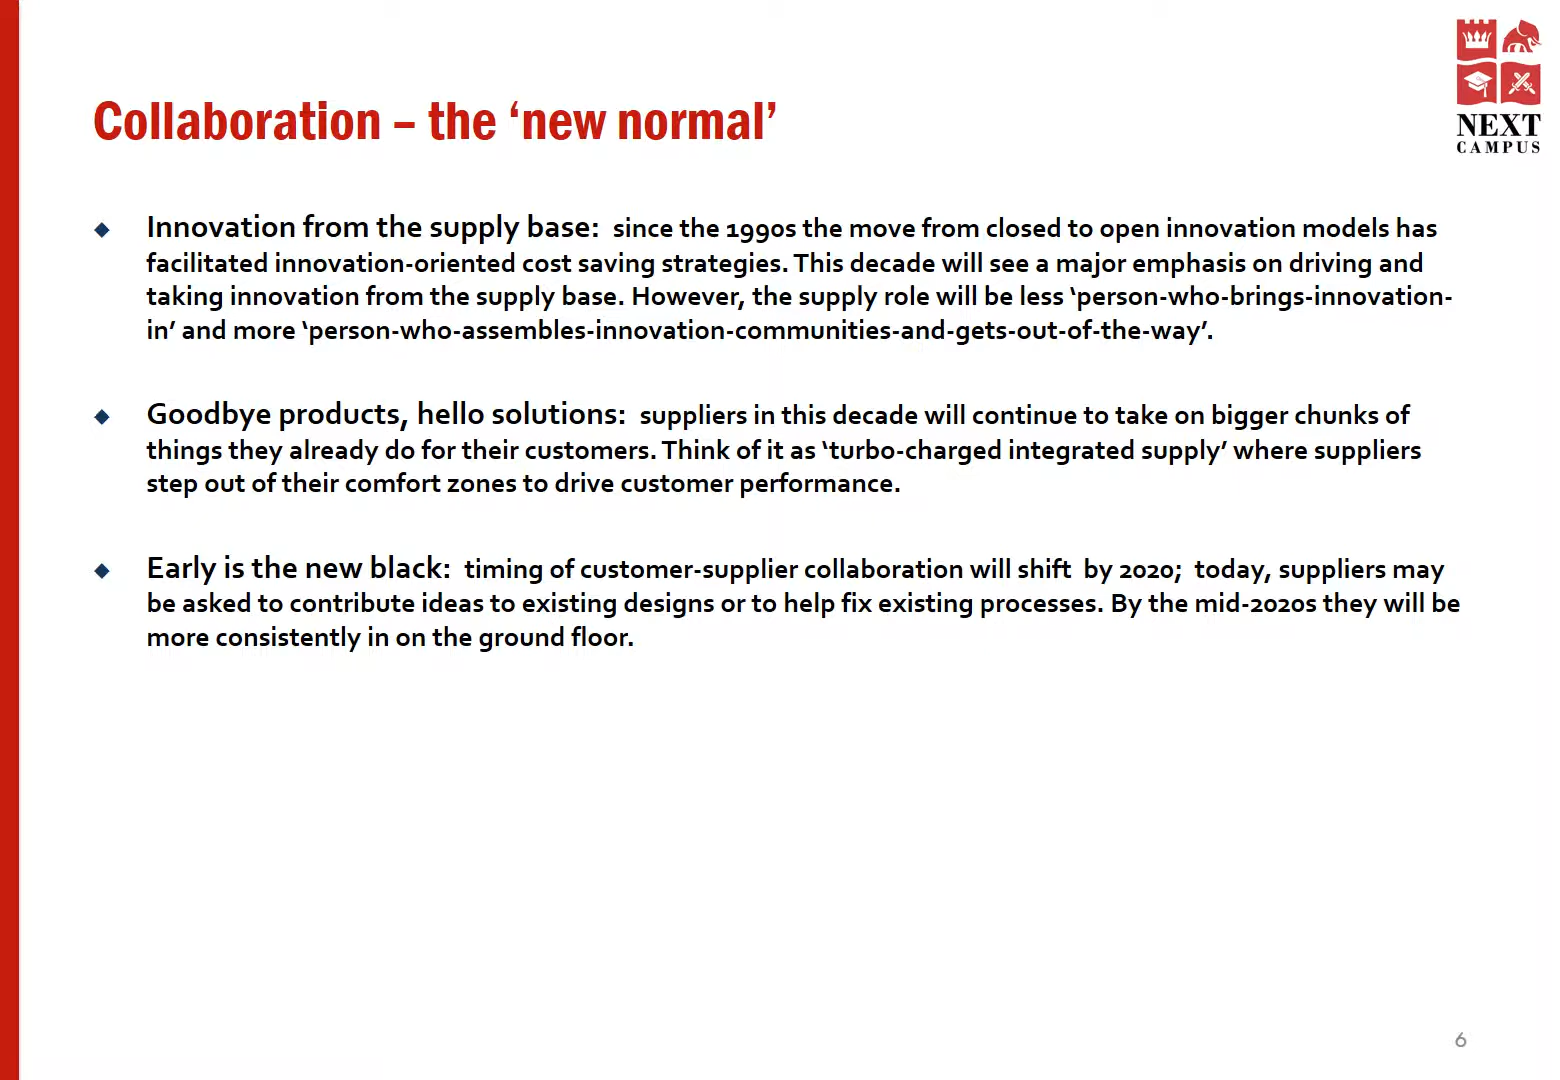 Collaboration – the ‘new normal’
NEXT
CAMPUS
◆ Innovation from the supply base:  since the 1990s the move from closed to open innovation models has
facilitated innovation-oriented cost saving strategies. This decade will see a major emphasis on driving and
taking innovation from the supply base. However, the supply role will be less ‘person-who-brings-innovation-
in’ and more ‘person-who-assembles-innovation-communities-and-gets-out-of-the-way’.
◆ Goodbye products, hello solutions:  suppliers in this decade will continue to take on bigger chunks of
things they already do for their customers. Think of it as ‘turbo-charged integrated supply’ where suppliers
step out of their comfort zones to drive customer performance.
◆ Early is the new black:  timing of customer-supplier collaboration will shift  by 2020;  today, suppliers may
be asked to contribute ideas to existing designs or to help fix existing processes. By the mid-2020s they will be
more consistently in on the ground floor.
6